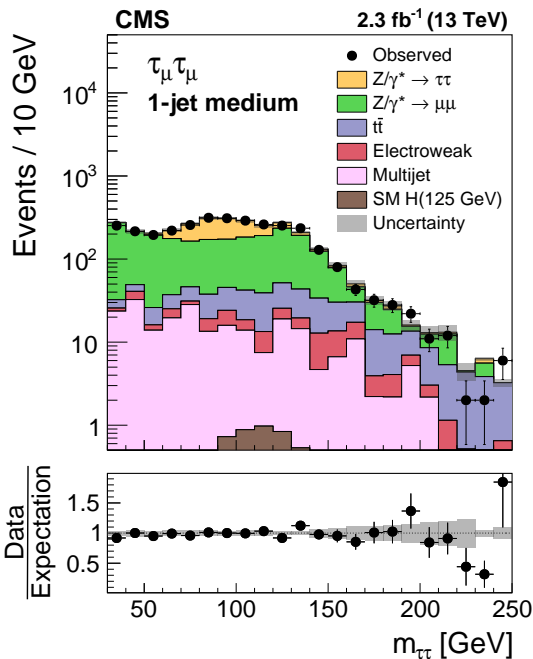 CMS 2.3 fb⁻¹ (13 TeV)
τμτμ
1-jet medium
Observed
Z/γ* → ττ
Z/γ* → μμ
tt̄
Electroweak
Multijet
SM H(125 GeV)
Uncertainty
Events / 10 GeV
10⁴
10³
10²
10
1
Data
Expectation
1.5
1
0.5
50 100 150 200 250
mττ [GeV]